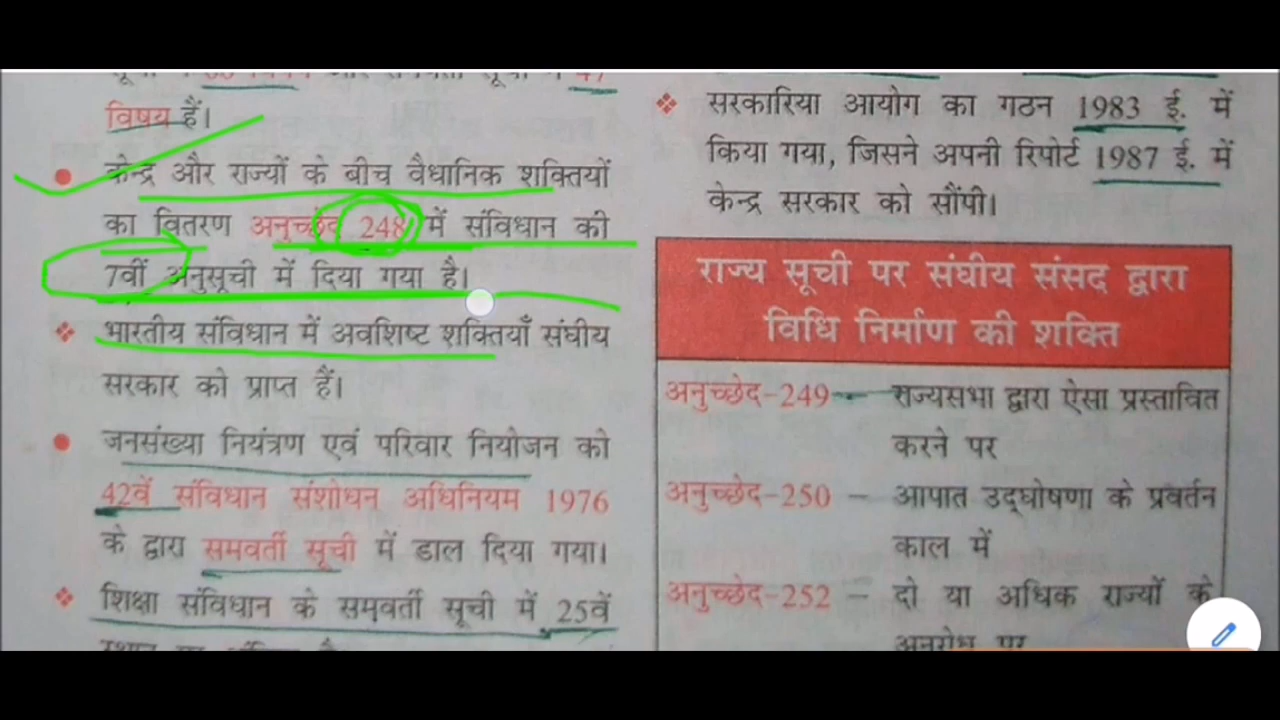 विषय हैं।
केन्द्र और राज्यों के बीच वैधानिक शक्तियों
का वितरण अनुच्छेद 248 में संविधान की
7वीं अनुसूची में दिया गया है।
भारतीय संविधान में अवशिष्ट शक्तियाँ संघीय
सरकार को प्राप्त हैं।
जनसंख्या नियंत्रण एवं परिवार नियोजन को
42वें संविधान संशोधन अधिनियम 1976
के द्वारा समवर्ती सूची में डाल दिया गया।
शिक्षा संविधान के समवर्ती सूची में 25वें
सरकारिया आयोग का गठन 1983 ई. में
किया गया, जिसने अपनी रिपोर्ट 1987 ई. में
केन्द्र सरकार को सौंपी।
राज्य सूची पर संघीय संसद द्वारा
विधि निर्माण की शक्ति
अनुच्छेद-249 – राज्यसभा द्वारा ऐसा प्रस्तावित
करने पर
अनुच्छेद-250 – आपात उद्घोषणा के प्रवर्तन
काल में
अनुच्छेद-252 – दो या अधिक राज्यों के
अनुरोध पर